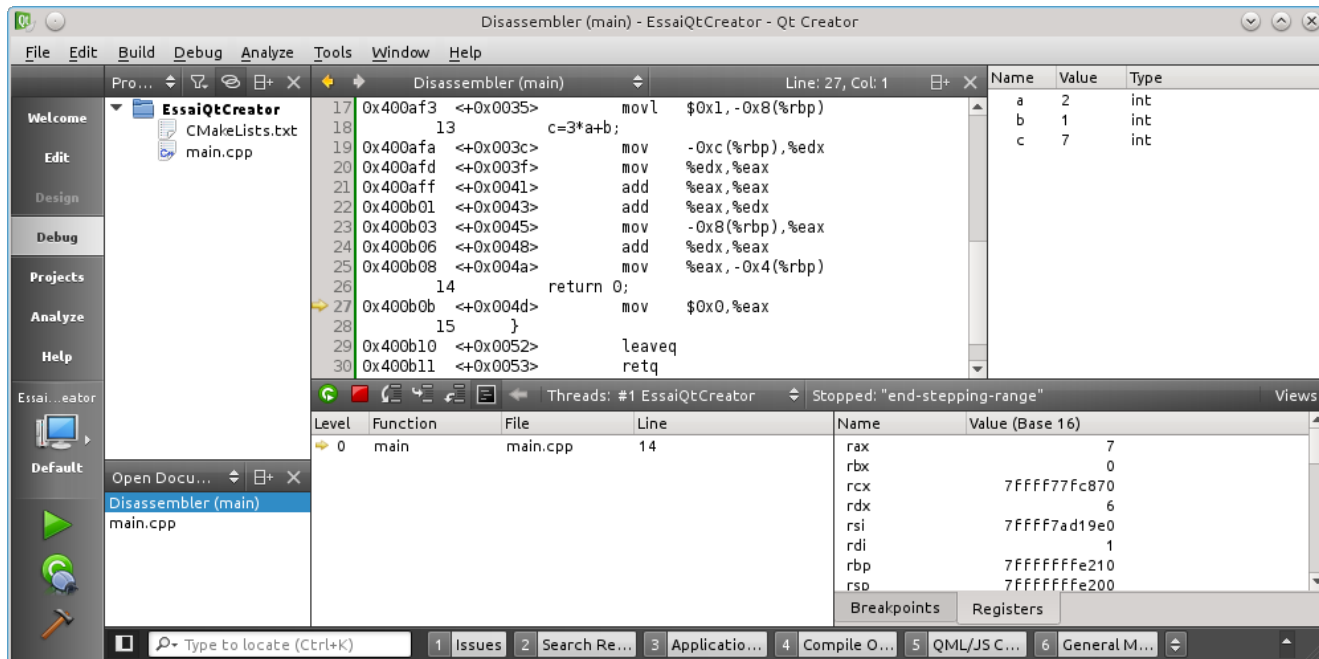 Disassembler (main) - EssaiQtCreator - Qt Creator
File Edit Build Debug Analyze Tools Window Help
Pro...
Disassembler (main)
Line: 27, Col: 1
Name Value Type
Welcome
Edit
Design
Debug
Projects
Analyze
Help
Essai...eator
Default
EssaiQtCreator
CMakeLists.txt
main.cpp
Open Docu...
Disassembler (main)
main.cpp
17 0x400af3 <+0x0035> movl $0x1,-0x8(%rbp)
18 13 c=3*a+b;
19 0x400afa <+0x003c> mov -0xc(%rbp),%edx
20 0x400afd <+0x003f> mov %edx,%eax
21 0x400aff <+0x0041> add %eax,%eax
22 0x400b01 <+0x0043> add %eax,%edx
23 0x400b03 <+0x0045> mov -0x8(%rbp),%eax
24 0x400b06 <+0x0048> add %edx,%eax
25 0x400b08 <+0x004a> mov %eax,-0x4(%rbp)
26 14 return 0;
27 0x400b0b <+0x004d> mov $0x0,%eax
28 15 }
29 0x400b10 <+0x0052> leaveq
30 0x400b11 <+0x0053> retq
a 2 int
b 1 int
c 7 int
Threads: #1 EssaiQtCreator
Stopped: "end-stepping-range"
Views
Level Function File Line
0 main main.cpp 14
Name Value (Base 16)
rax 7
rbx 0
rcx 7ffff77fc870
rdx 6
rsi 7ffff7ad19e0
rdi 1
rbp 7fffffffe210
rsp 7fffffffe200
Breakpoints Registers
Type to locate (Ctrl+K)
1 Issues 2 Search Re... 3 Applicatio... 4 Compile O... 5 QML/JS C... 6 General M...